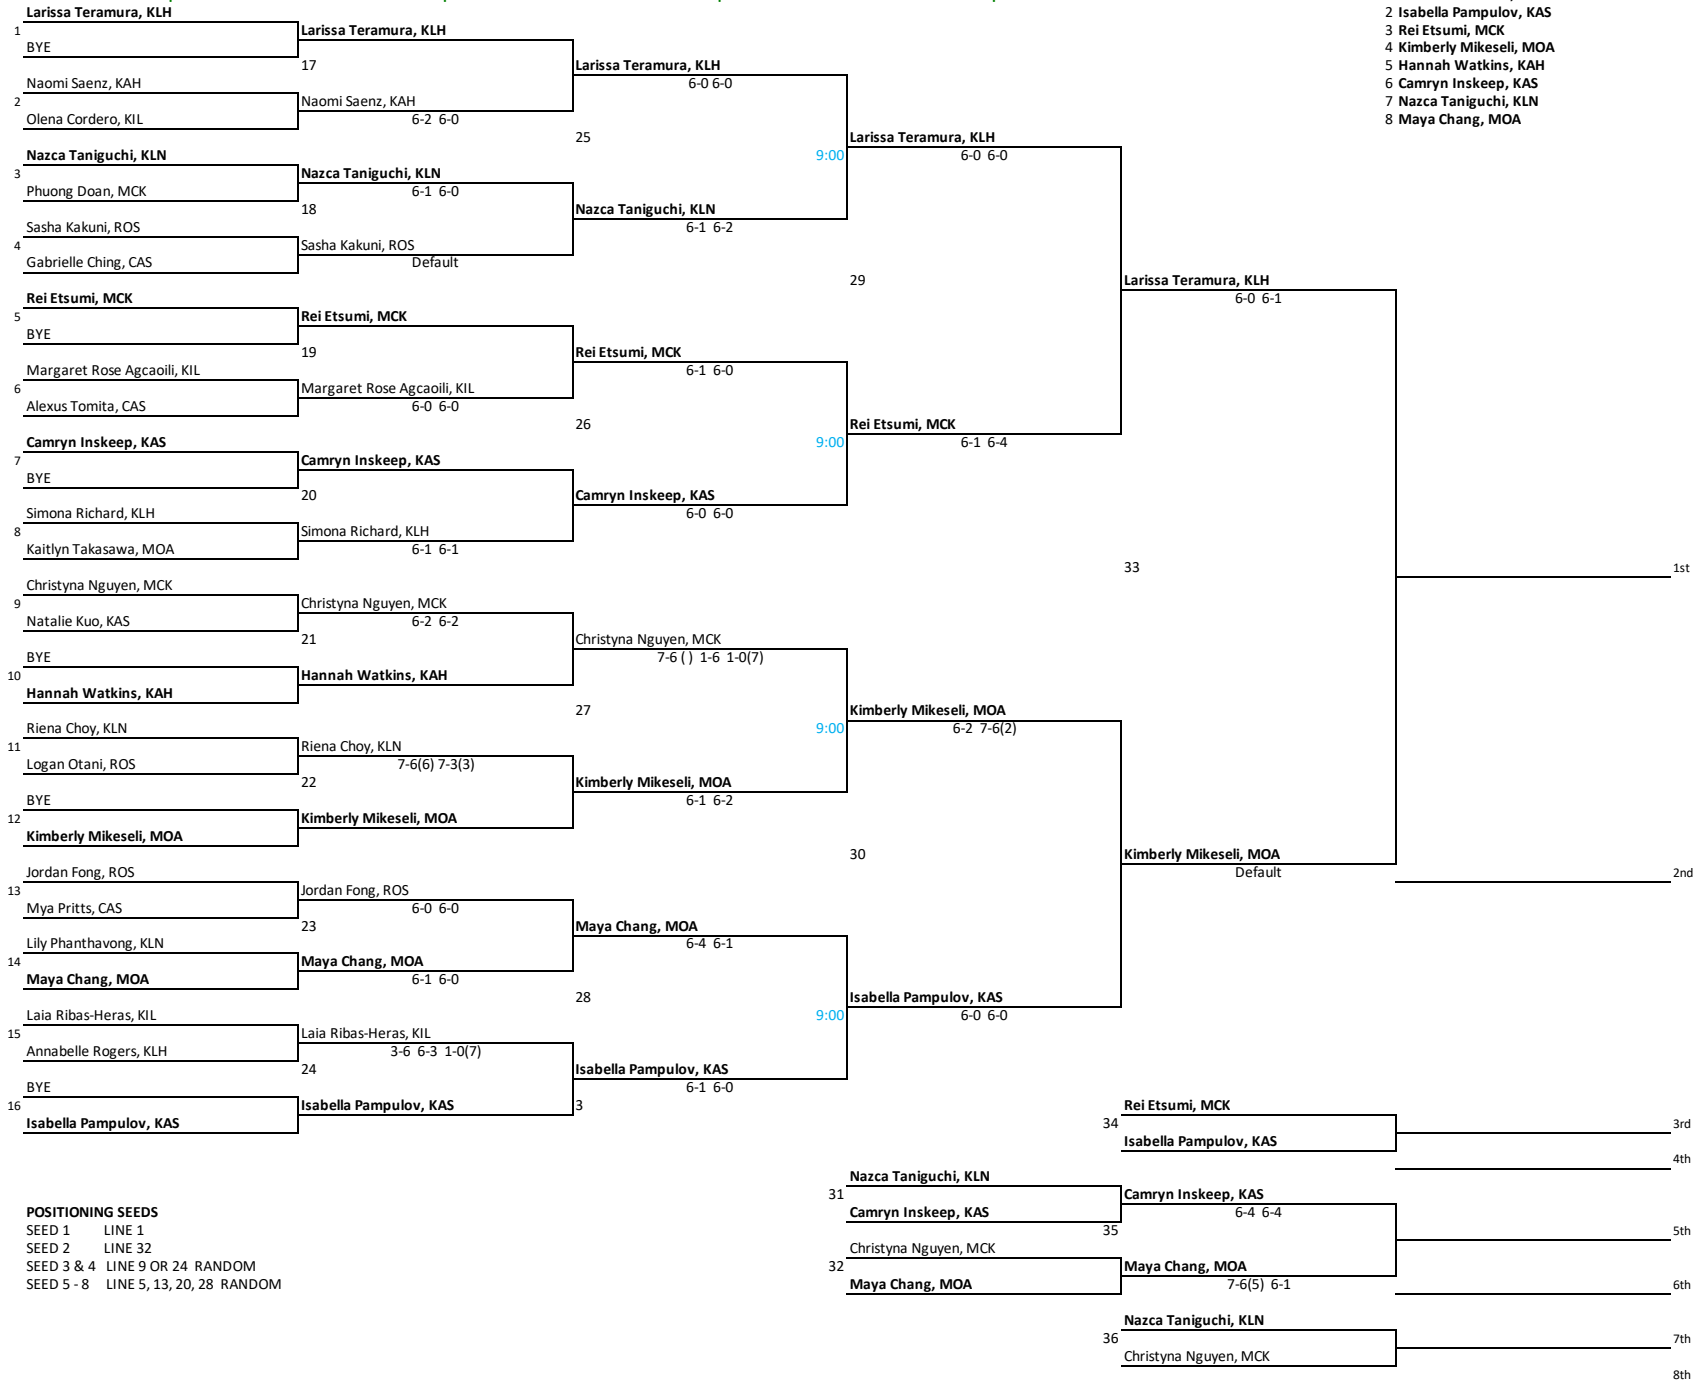 Larissa Teramura, KLH
1
BYE
Larissa Teramura, KLH
17
Naomi Saenz, KAH
2
Olena Cordero, KIL
Naomi Saenz, KAH
6-2 6-0
Larissa Teramura, KLH
6-0 6-0
25
Nazca Taniguchi, KLN
3
Phuong Doan, MCK
Nazca Taniguchi, KLN
6-1 6-0
18
Sasha Kakuni, ROS
4
Gabrielle Ching, CAS
Sasha Kakuni, ROS
Default
Nazca Taniguchi, KLN
6-1 6-2
9:00
Larissa Teramura, KLH
6-0 6-0
29
Rei Etsumi, MCK
5
BYE
Rei Etsumi, MCK
19
Margaret Rose Agcaoili, KIL
6
Alexus Tomita, CAS
Margaret Rose Agcaoili, KIL
6-0 6-0
Rei Etsumi, MCK
6-1 6-0
26
Camryn Inskeep, KAS
7
BYE
Camryn Inskeep, KAS
20
Simona Richard, KLH
8
Kaitlyn Takasawa, MOA
Simona Richard, KLH
6-1 6-1
Camryn Inskeep, KAS
6-0 6-0
9:00
Rei Etsumi, MCK
6-1 6-4
Larissa Teramura, KLH
6-0 6-1
33
Christyna Nguyen, MCK
9
Natalie Kuo, KAS
Christyna Nguyen, MCK
6-2 6-2
21
BYE
10
Hannah Watkins, KAH
Hannah Watkins, KAH
Christyna Nguyen, MCK
7-6 ( ) 1-6 1-0(7)
27
Riena Choy, KLN
11
Logan Otani, ROS
Riena Choy, KLN
7-6(6) 7-3(3)
22
BYE
12
Kimberly Mikeseli, MOA
Kimberly Mikeseli, MOA
Kimberly Mikeseli, MOA
6-1 6-2
9:00
Kimberly Mikeseli, MOA
6-2 7-6(2)
30
Jordan Fong, ROS
13
Mya Pritts, CAS
Jordan Fong, ROS
6-0 6-0
23
Lily Phanthavong, KLN
14
Maya Chang, MOA
Maya Chang, MOA
6-1 6-0
Maya Chang, MOA
6-4 6-1
28
Laia Ribas-Heras, KIL
15
Annabelle Rogers, KLH
Laia Ribas-Heras, KIL
3-6 6-3 1-0(7)
24
BYE
16
Isabella Pampulov, KAS
Isabella Pampulov, KAS
Isabella Pampulov, KAS
6-1 6-0
3
9:00
Isabella Pampulov, KAS
6-0 6-0
Kimberly Mikeseli, MOA
Default
1st
2nd
2 Isabella Pampulov, KAS
3 Rei Etsumi, MCK
4 Kimberly Mikeseli, MOA
5 Hannah Watkins, KAH
6 Camryn Inskeep, KAS
7 Nazca Taniguchi, KLN
8 Maya Chang, MOA
Rei Etsumi, MCK
34
Isabella Pampulov, KAS
3rd
4th
Nazca Taniguchi, KLN
31
Camryn Inskeep, KAS
Camryn Inskeep, KAS
6-4 6-4
35
Christyna Nguyen, MCK
32
Maya Chang, MOA
Maya Chang, MOA
7-6(5) 6-1
5th
6th
Nazca Taniguchi, KLN
36
Christyna Nguyen, MCK
7th
8th
POSITIONING SEEDS
SEED 1 LINE 1
SEED 2 LINE 32
SEED 3 & 4 LINE 9 OR 24 RANDOM
SEED 5 - 8 LINE 5, 13, 20, 28 RANDOM